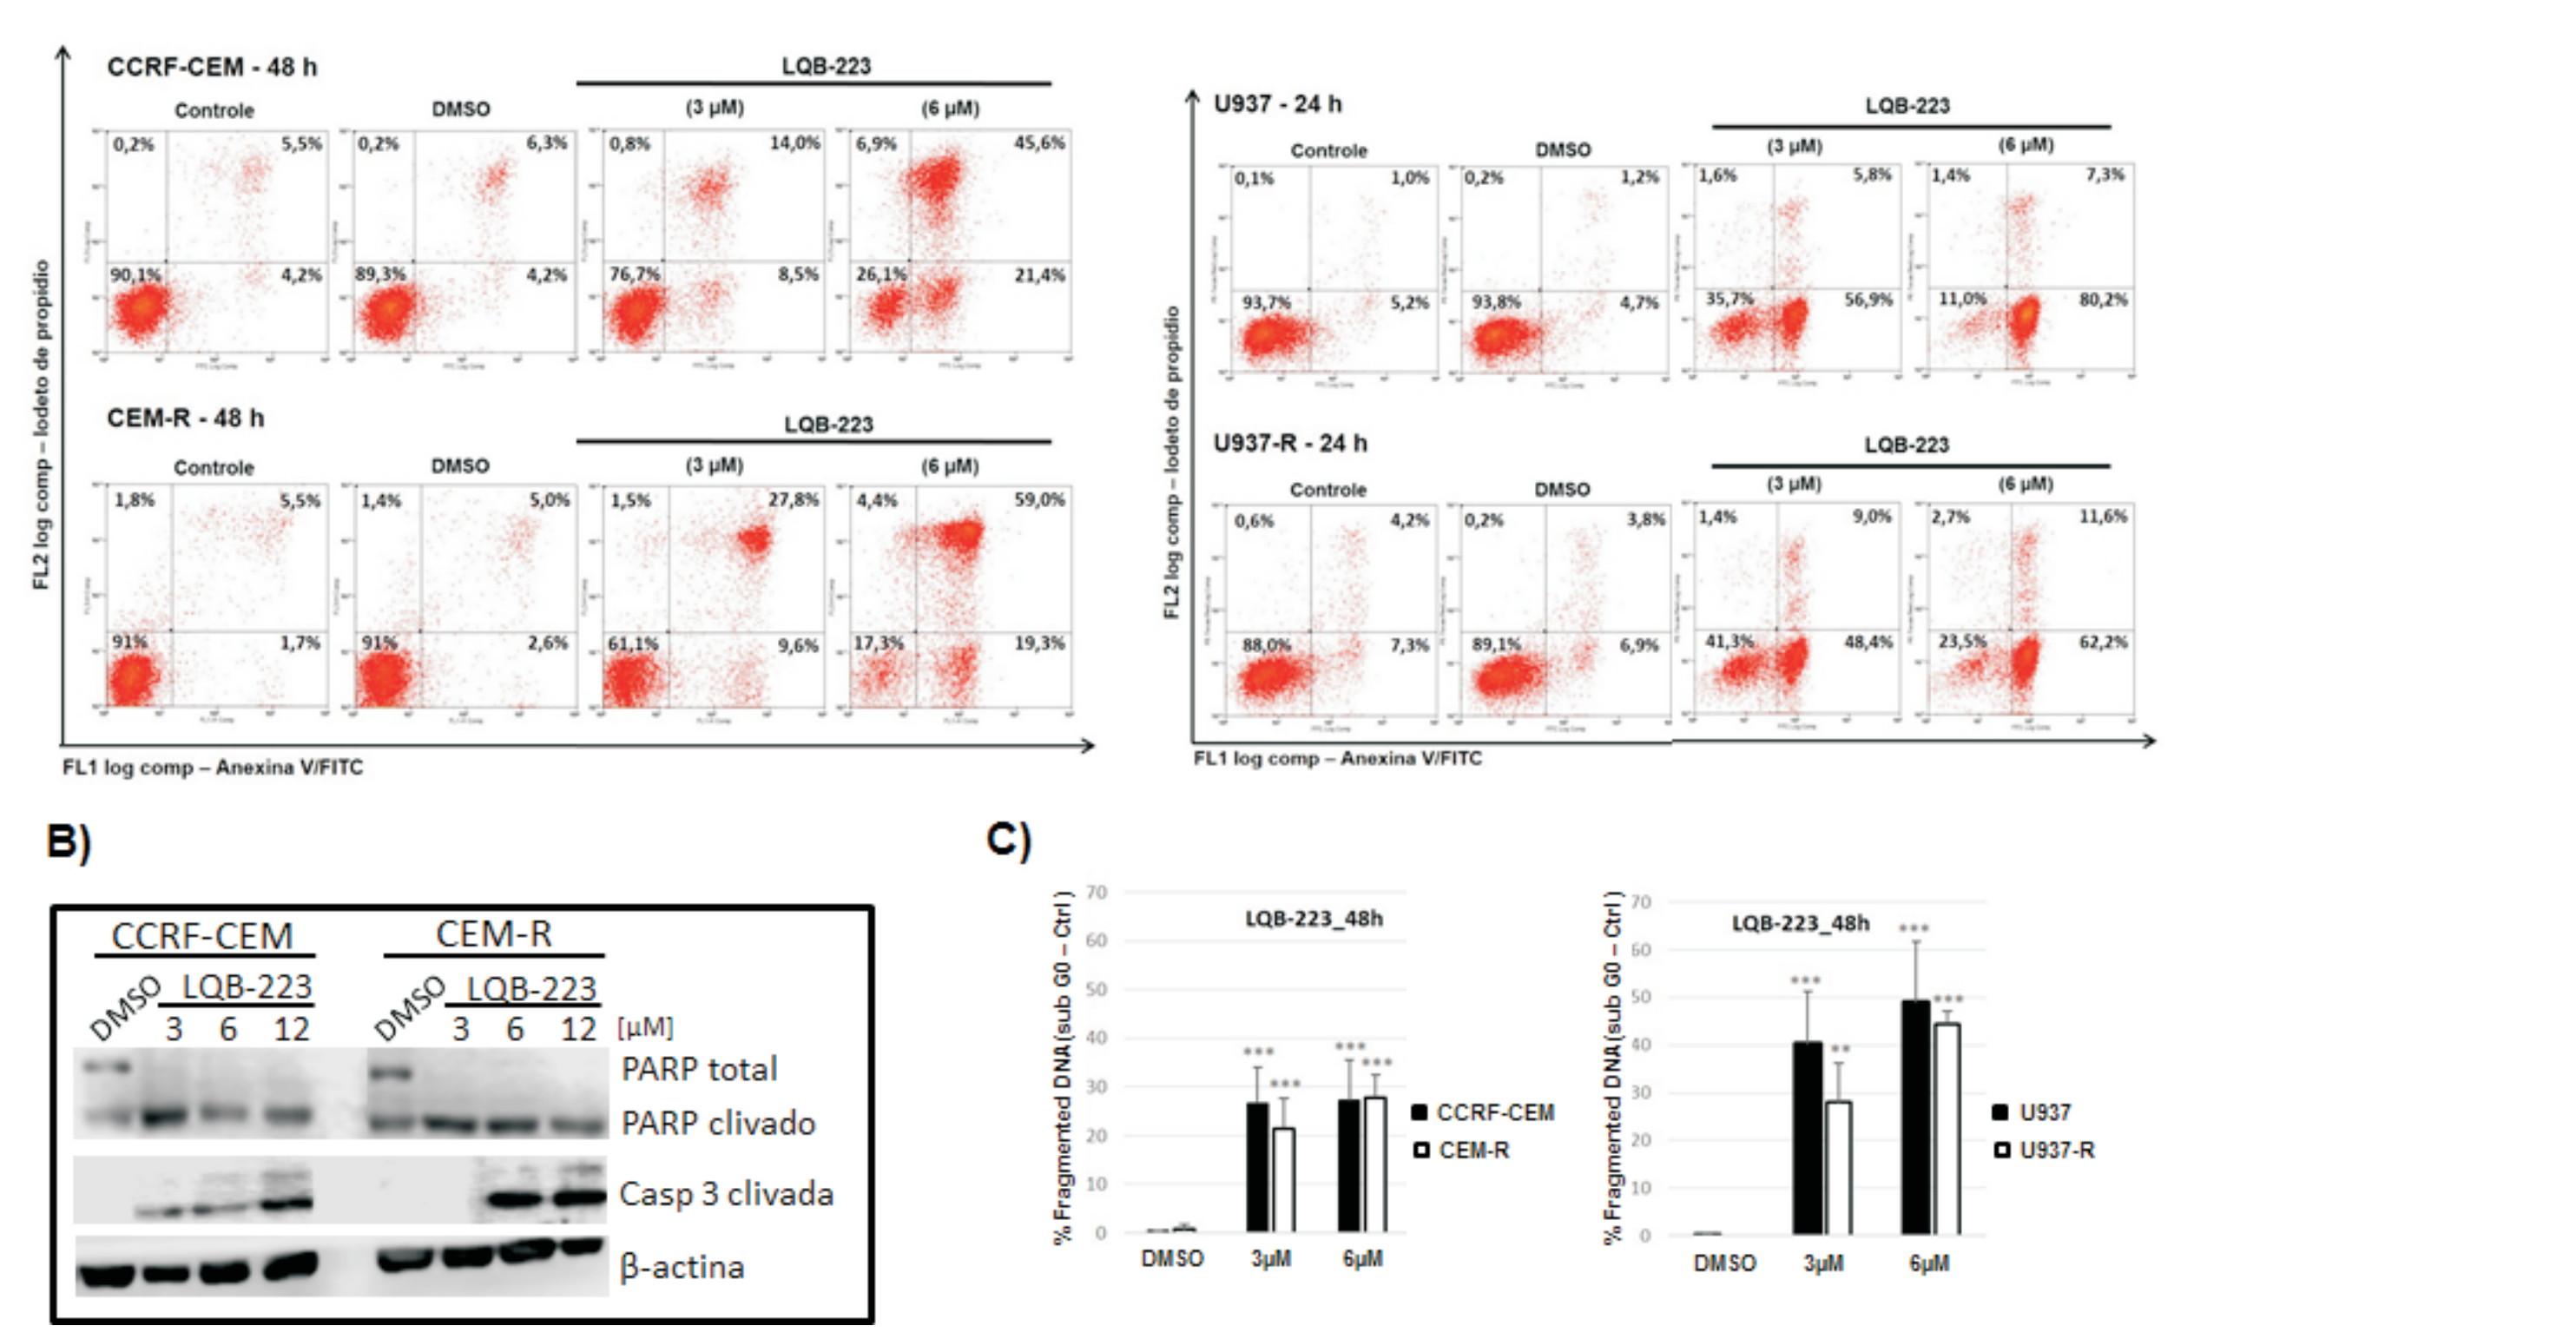 CCRF-CEM - 48 h
LQB-223
Controle
DMSO
(3 µM)
(6 µM)
0,2%
5,5%
0,2%
6,3%
0,8%
14,0%
6,9%
45,6%
90,1%
4,2%
89,3%
4,2%
76,7%
8,5%
26,1%
21,4%
CEM-R - 48 h
LQB-223
Controle
DMSO
(3 µM)
(6 µM)
1,8%
5,5%
1,4%
5,0%
1,5%
27,8%
4,4%
59,0%
91%
1,7%
91%
2,6%
61,1%
9,6%
17,3%
19,3%
FL2 log comp – Iodeto de propidio
FL1 log comp – Anexina V/FITC
U937 - 24 h
LQB-223
Controle
DMSO
(3 µM)
(6 µM)
0,1%
1,0%
0,2%
1,2%
1,6%
5,8%
1,4%
7,3%
93,7%
5,2%
93,8%
4,7%
35,7%
56,9%
11,0%
80,2%
U937-R - 24 h
LQB-223
Controle
DMSO
(3 µM)
(6 µM)
0,6%
4,2%
0,2%
3,8%
1,4%
9,0%
2,7%
11,6%
88,0%
7,3%
89,1%
6,9%
41,3%
48,4%
23,5%
62,2%
FL2 log comp – Iodeto de propidio
FL1 log comp – Anexina V/FITC
B)
CCRF-CEM
CEM-R
DMSO
LQB-223
DMSO
LQB-223
3 6 12
3 6 12
[µM]
PARP total
PARP clivado
Casp 3 clivada
β-actina
C)
% Fragmented DNA (sub G0 – Ctrl )
70
60
50
40
30
20
10
0
LQB-223_48h
***
***
***
***
DMSO
3µM
6µM
CCRF-CEM
CEM-R
% Fragmented DNA (sub G0 – Ctrl )
70
60
50
40
30
20
10
0
LQB-223_48h
***
**
***
***
DMSO
3µM
6µM
U937
U937-R